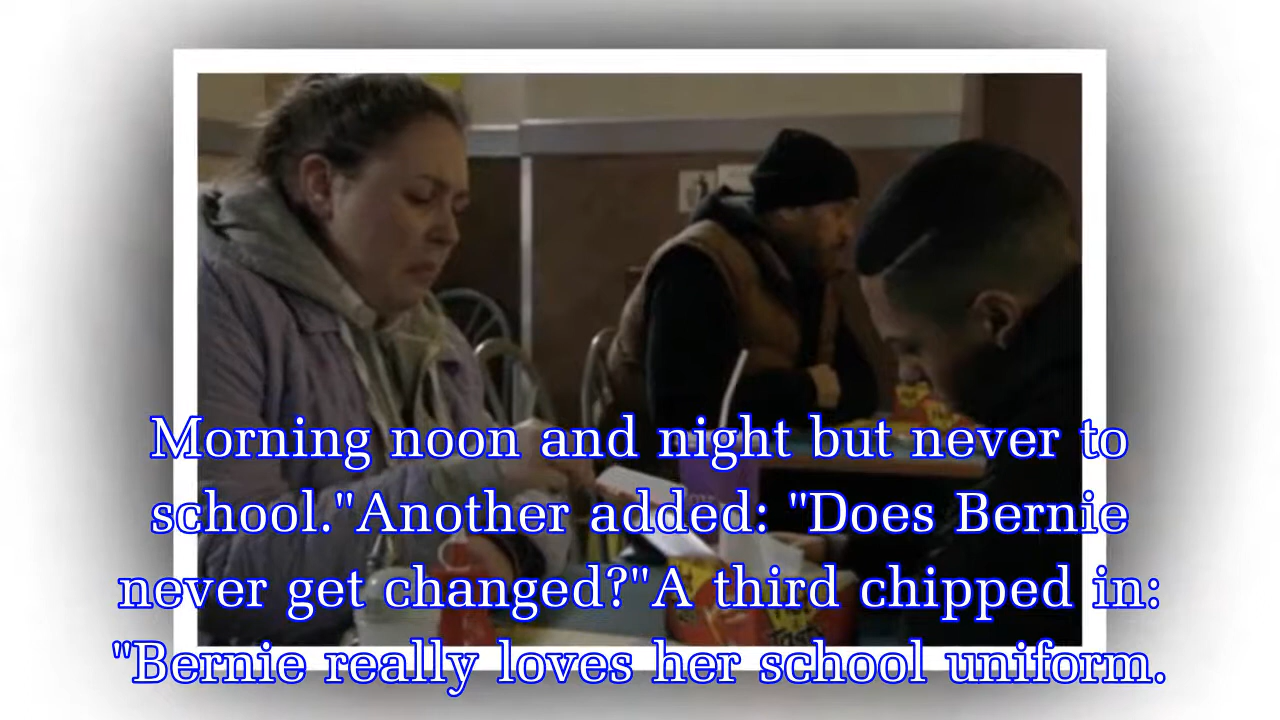 Morning noon and night but never to
school."Another added: "Does Bernie
never get changed?"A third chipped in:
"Bernie really loves her school uniform.